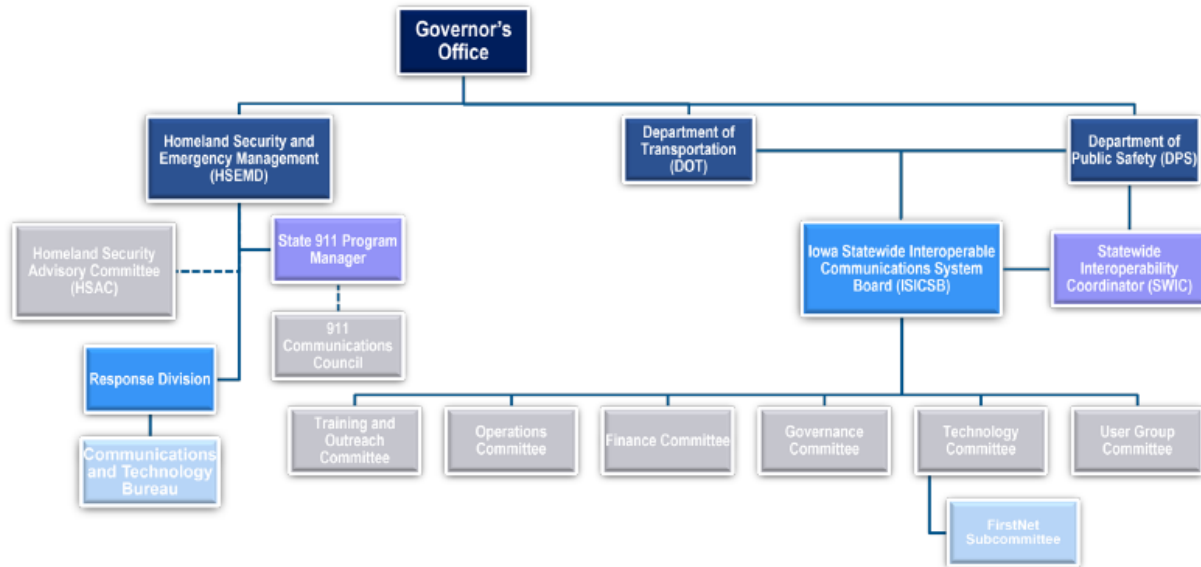 Governor's
Office
Homeland Security and
Emergency Management
(HSEMD)
Department of
Transportation
(DOT)
Department of
Public Safety (DPS)
Homeland Security
Advisory Committee
(HSAC)
State 911 Program
Manager
Iowa Statewide Interoperable
Communications System
Board (ISICSB)
Statewide
Interoperability
Coordinator (SWIC)
911
Communications
Council
Response Division
Communications
and Technology
Bureau
Training and
Outreach
Committee
Operations
Committee
Finance Committee
Governance
Committee
Technology
Committee
User Group
Committee
FirstNet
Subcommittee